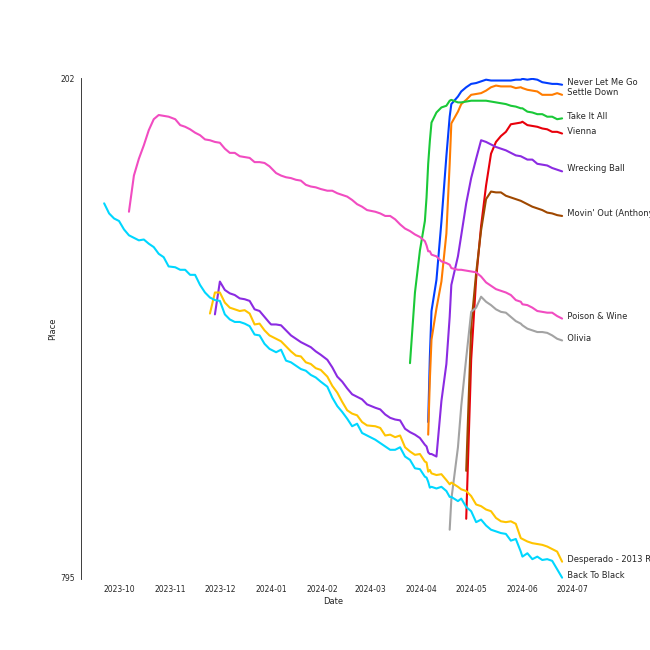 202
Never Let Me Go
Settle Down
Take It All
Vienna
Wrecking Ball
Movin' Out (Anthony
Poison & Wine
Place
Olivia
Desperado - 2013 R
Back To Black
795
2023-10 2023-11 2023-12 2024-01 2024-02 2024-03 2024-04 2024-05 2024-06 2024-07
Date